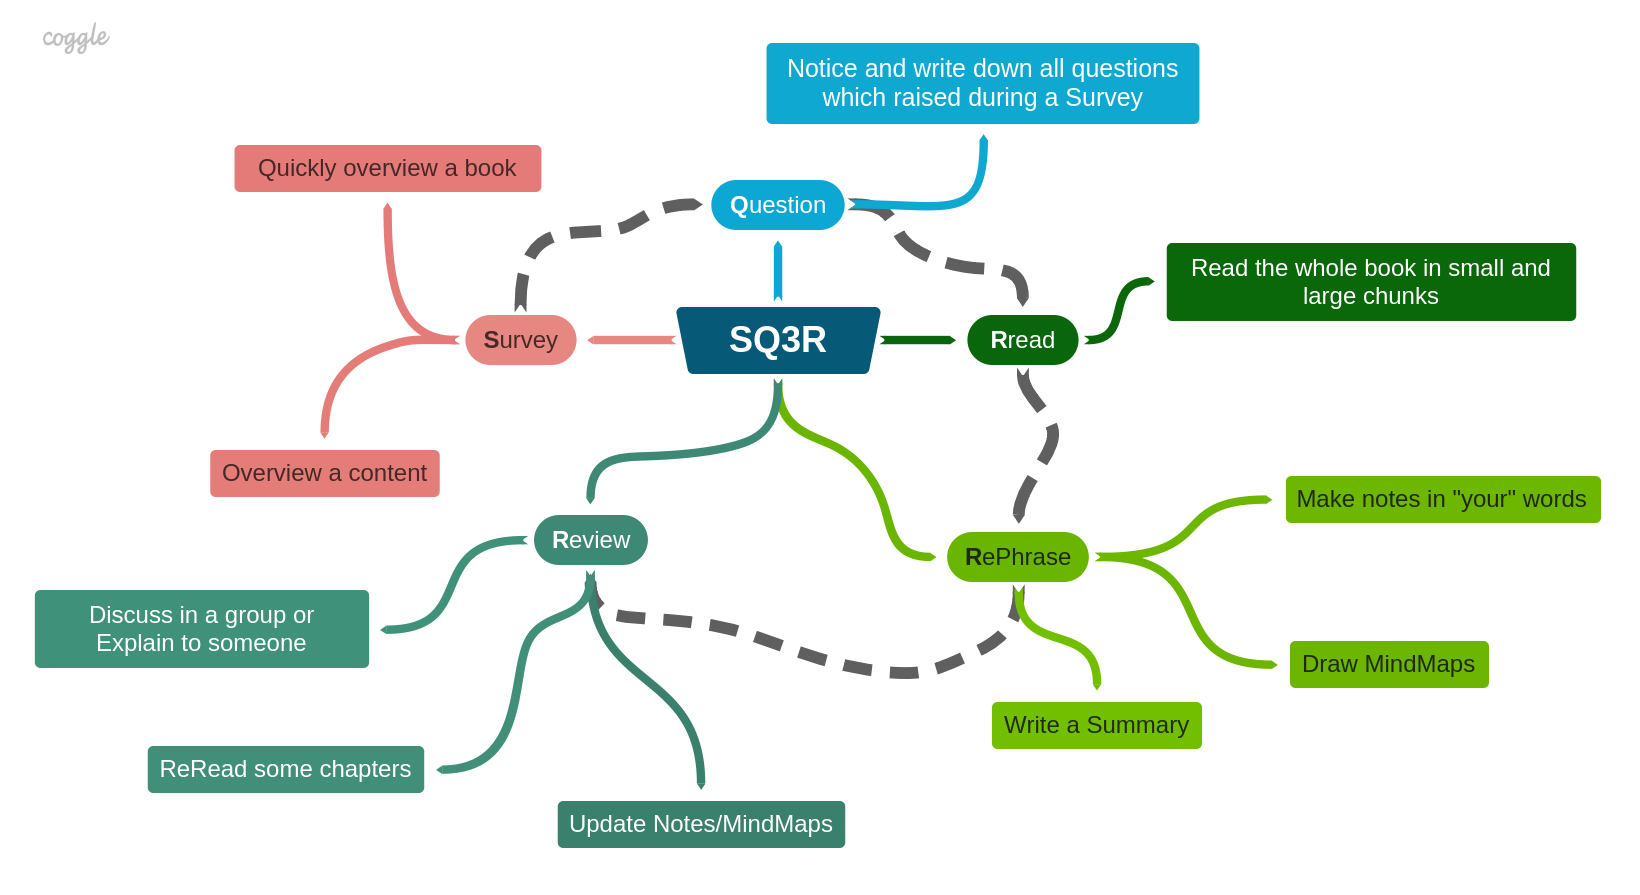 coggle
Notice and write down all questions
which raised during a Survey
Quickly overview a book
Question
Read the whole book in small and
large chunks
Survey
SQ3R
Rread
Overview a content
Make notes in "your" words
Review
RePhrase
Discuss in a group or
Explain to someone
Draw MindMaps
Write a Summary
ReRead some chapters
Update Notes/MindMaps